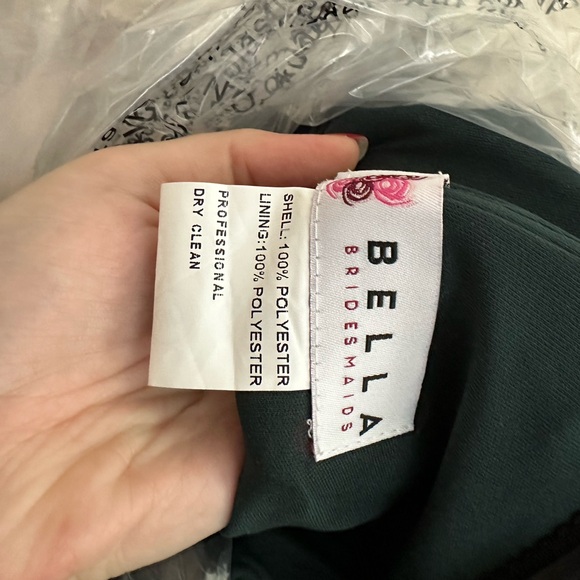 BELLA
BRIDESMAIDS
SHELL: 100% POLYESTER
LINING:100% POLYESTER
PROFESSIONAL
DRY CLEAN